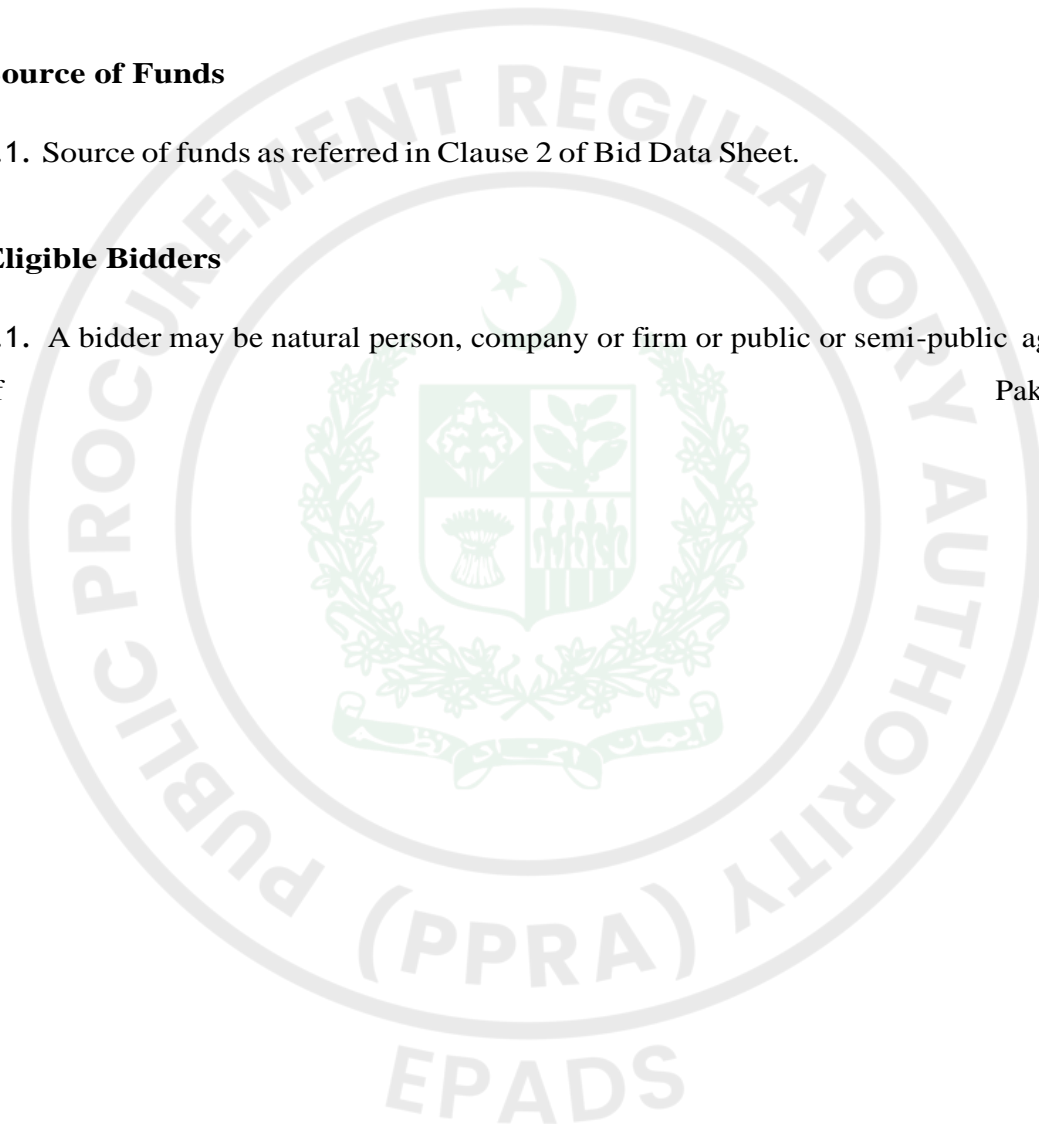 ource of Funds
.1. Source of funds as referred in Clause 2 of Bid Data Sheet.
Eligible Bidders
.1. A bidder may be natural person, company or firm or public or semi-public ag
f Pak
PUBLIC PROCUREMENT REGULATORY AUTHORITY
(PPRA)
EPADS